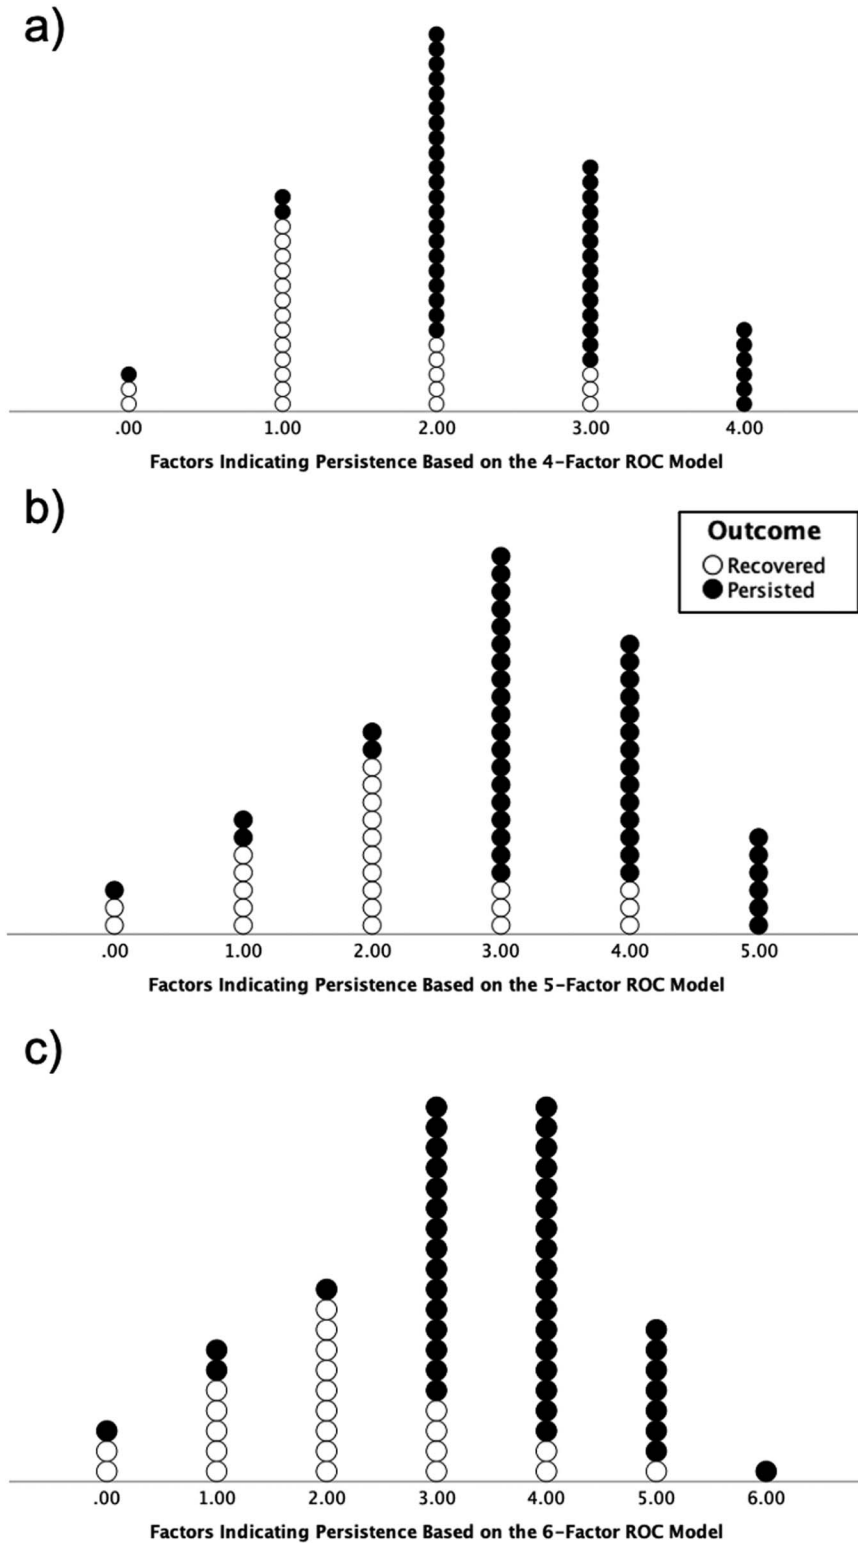 a)
.00 1.00 2.00 3.00 4.00
Factors Indicating Persistence Based on the 4-Factor ROC Model
b)
Outcome
Recovered
Persisted
.00 1.00 2.00 3.00 4.00 5.00
Factors Indicating Persistence Based on the 5-Factor ROC Model
c)
.00 1.00 2.00 3.00 4.00 5.00 6.00
Factors Indicating Persistence Based on the 6-Factor ROC Model